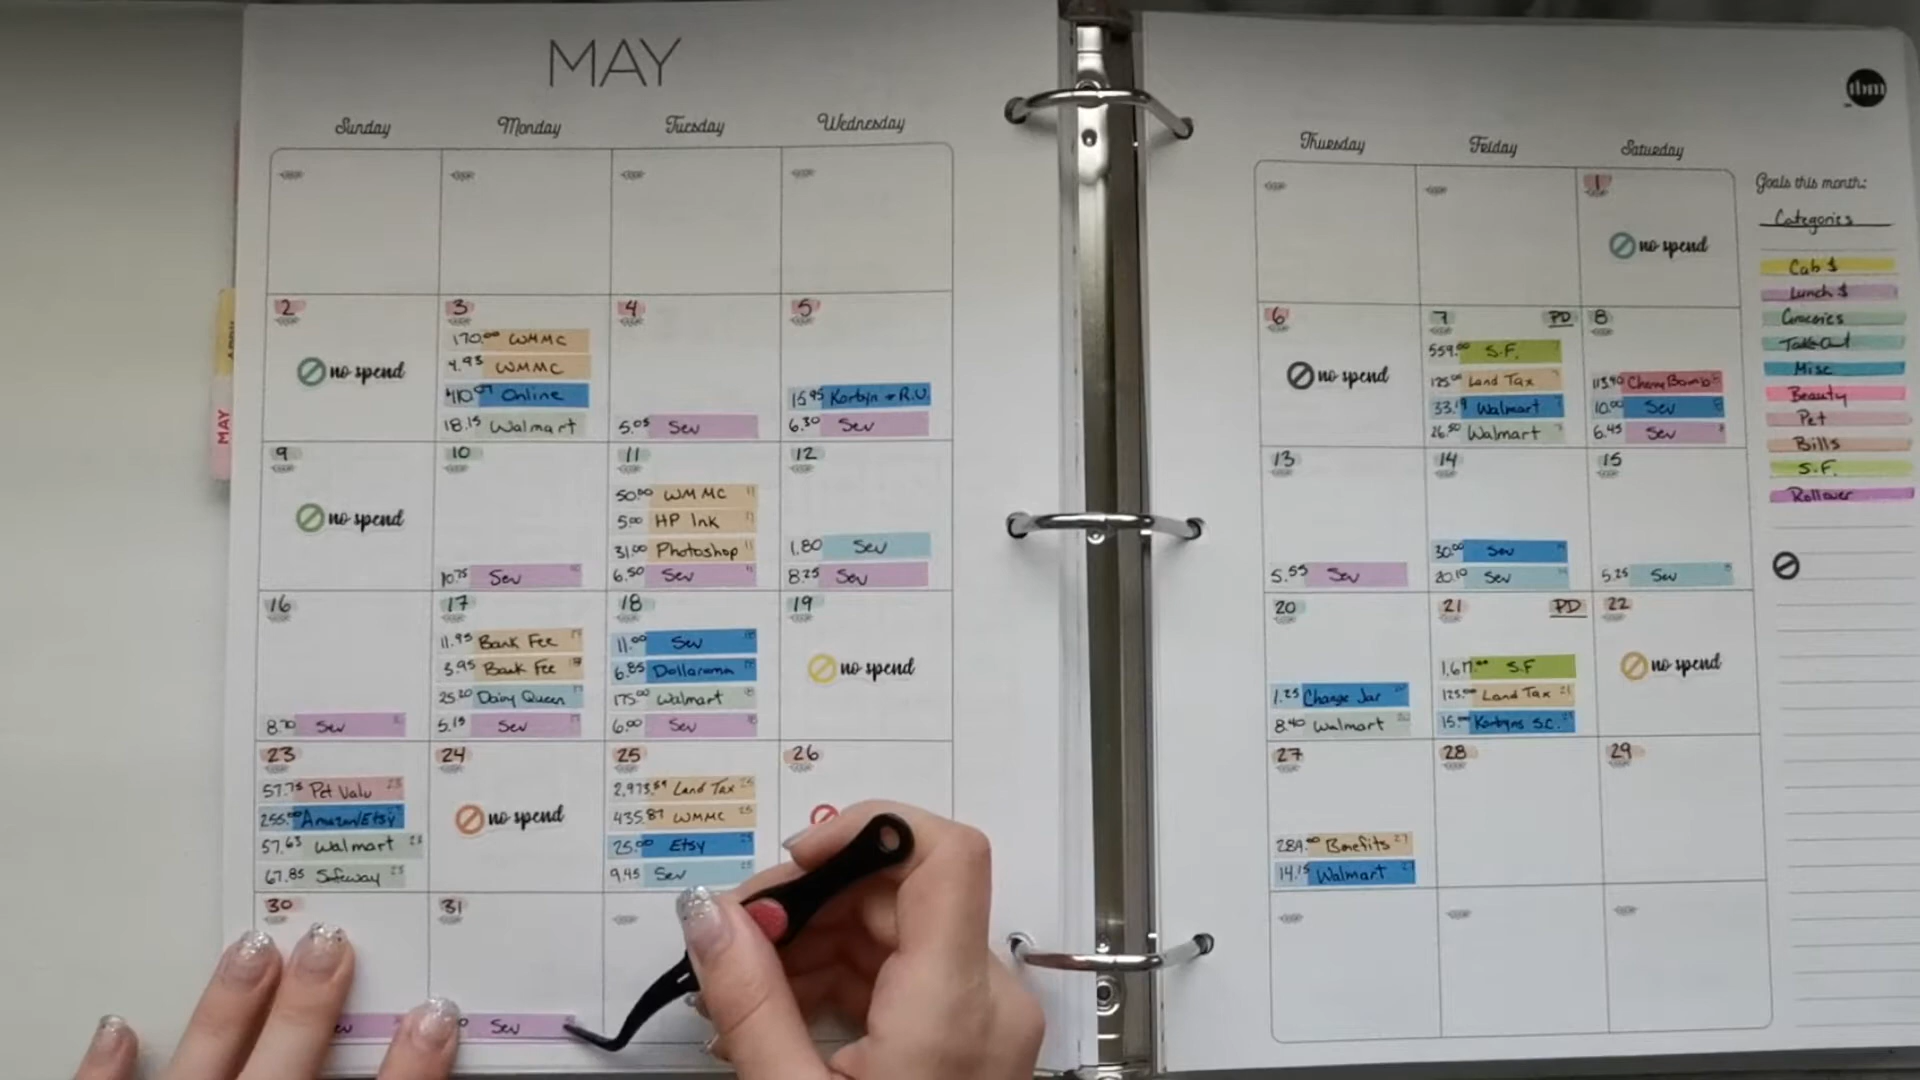 MAY
Sunday Monday Tuesday Wednesday
Thursday Friday Saturday
tbm
Goals this month:
Categories
Cab $
Lunch $
Groceries
Take-Out
Misc
Beauty
Pet
Bills
S.F.
Rollover
1
no spend
2
no spend
3
170.00 WMMC
4.93 WMMC
Online
18.15 Walmart
4
5.05 Sev
5
15.95 Korbyn + R.U.
6.30 Sev
6
no spend
7 PD
559.00 S.F.
125.00 Land Tax
33.19 Walmart
26.50 Walmart
8
113.40 Cherry Bomb
10.00 Sev
6.45 Sev
9
no spend
10
10.75 Sev
11
50.00 WMMC
5.00 HP Ink
31.00 Photoshop
6.50 Sev
12
1.80 Sev
8.25 Sev
13
5.55 Sev
14
30.00 Sev
20.10 Sev
15
5.25 Sev
16
8.70 Sev
17
11.95 Bank Fee
3.95 Bank Fee
25.20 Dairy Queen
5.15 Sev
18
11.00 Sev
6.85 Dollarama
175.00 Walmart
6.00 Sev
19
no spend
20
1.25 Change Jar
8.40 Walmart
21 PD
1,617.00 S.F
125.00 Land Tax
15.00 Korbyns S.C.
22
no spend
23
57.75 Pet Valu
255.00 Amazon/Etsy
57.63 Walmart
67.85 Safeway
24
no spend
25
2,973.59 Land Tax
435.87 WMMC
25.00 Etsy
9.45 Sev
26
27
284.00 Benefits
14.15 Walmart
28
29
30
31
Sev
MAY